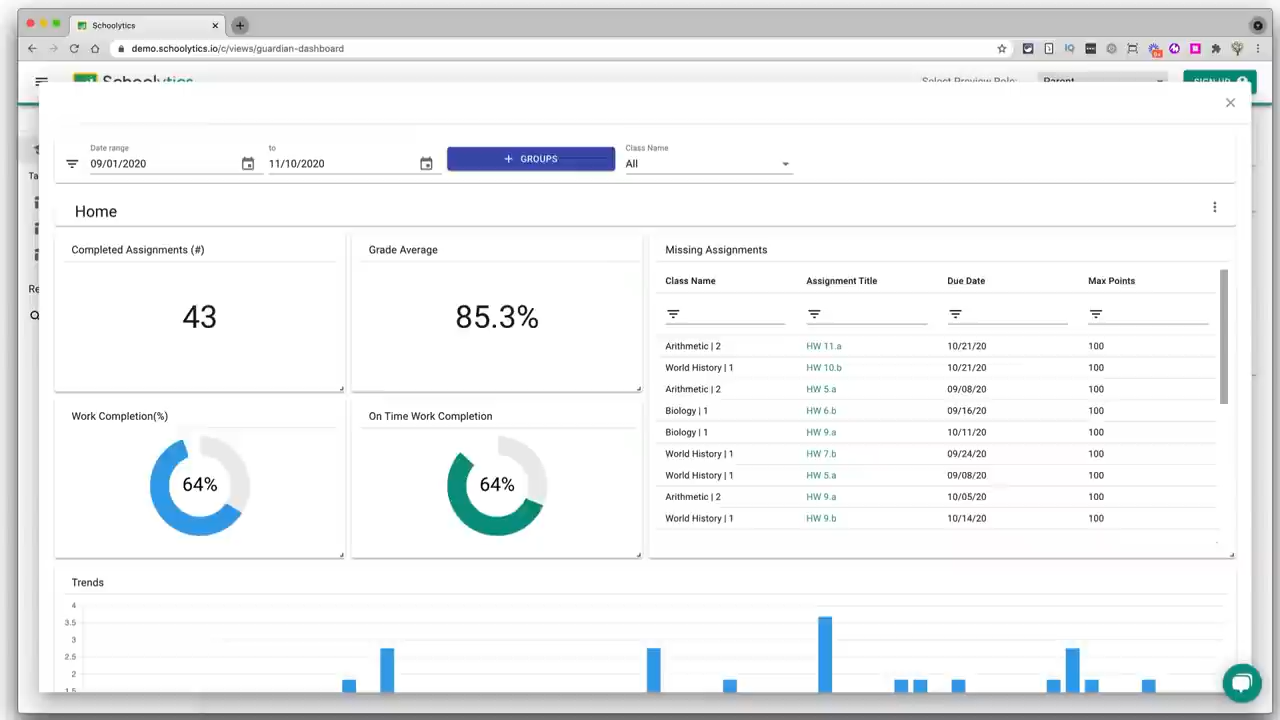 Schoolytics
demo.schoolytics.io/c/views/guardian-dashboard
Schoolytics
Select Preview Role:
Parent
SIGN UP
Date range
09/01/2020
to
11/10/2020
+ GROUPS
Class Name
All
Home
Completed Assignments (#)
43
Grade Average
85.3%
Missing Assignments
Class Name Assignment Title Due Date Max Points
Arithmetic | 2 HW 11.a 10/21/20 100
World History | 1 HW 10.b 10/21/20 100
Arithmetic | 2 HW 5.a 09/08/20 100
Biology | 1 HW 6.b 09/16/20 100
Biology | 1 HW 9.a 10/11/20 100
World History | 1 HW 7.b 09/24/20 100
World History | 1 HW 5.a 09/08/20 100
Arithmetic | 2 HW 9.a 10/05/20 100
World History | 1 HW 9.b 10/14/20 100
Work Completion(%)
64%
On Time Work Completion
64%
Trends
4
3.5
3
2.5
2
1.5
Ta
Re